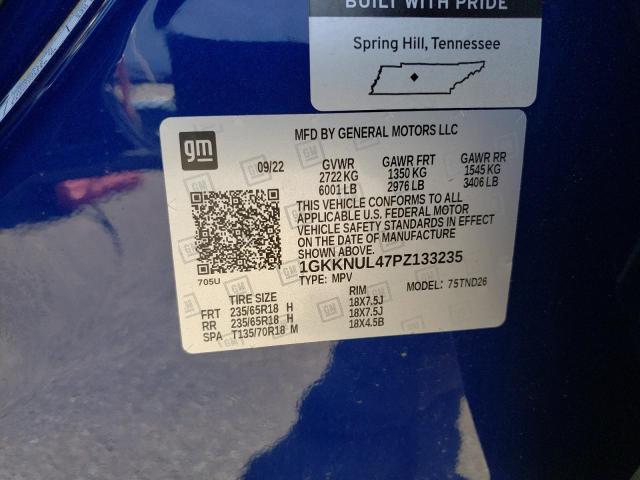 BUILT WITH PRIDE
Spring Hill, Tennessee
gm
MFD BY GENERAL MOTORS LLC
09/22 GVWR GAWR FRT GAWR RR
2722 KG 1350 KG 1545 KG
6001 LB 2976 LB 3406 LB
THIS VEHICLE CONFORMS TO ALL
APPLICABLE U.S. FEDERAL MOTOR
VEHICLE SAFETY STANDARDS IN EFFECT
ON THE DATE OF MANUFACTURE
705U
1GKKNUL47PZ133235
TYPE: MPV MODEL: 75TND26
TIRE SIZE RIM
FRT 235/65R18 H 18X7.5J
RR 235/65R18 H 18X7.5J
SPA T135/70R18 M 18X4.5B